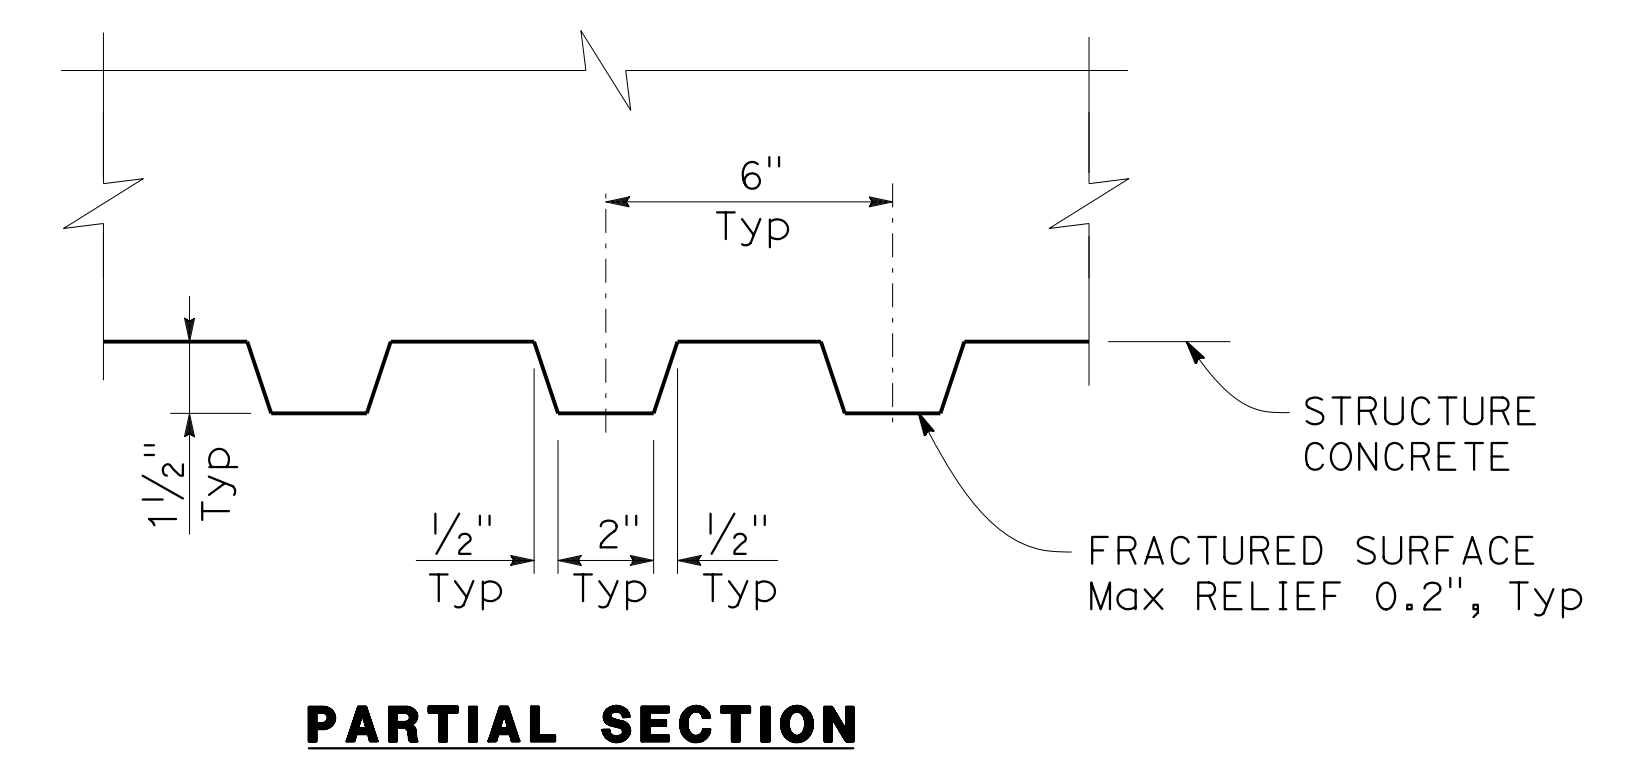 6"
Typ
1½"
Typ
½"
Typ
2"
Typ
½"
Typ
STRUCTURE
CONCRETE
FRACTURED SURFACE
Max RELIEF 0.2", Typ
PARTIAL SECTION